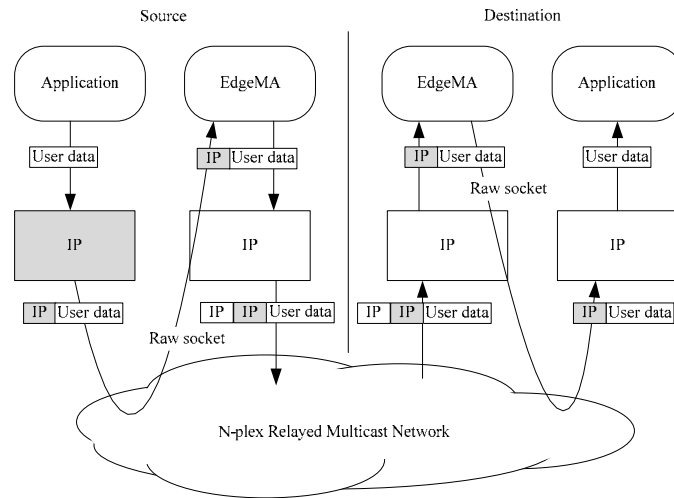 Source
Destination
Application
EdgeMA
EdgeMA
Application
User data
IP User data
IP User data
User data
Raw socket
IP
IP
IP
IP
IP User data
IP IP User data
IP IP User data
IP User data
Raw socket
N-plex Relayed Multicast Network